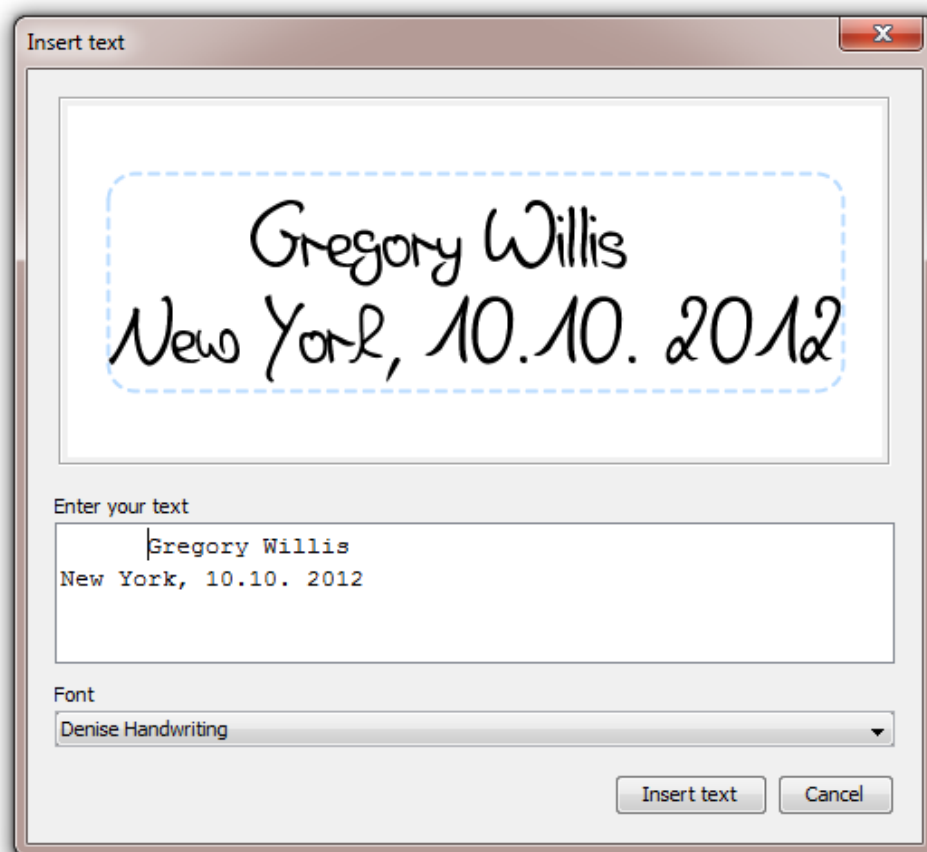 Insert text
Gregory Willis
New York, 10.10. 2012
Enter your text
Gregory Willis
New York, 10.10. 2012
Font
Denise Handwriting
Insert text Cancel